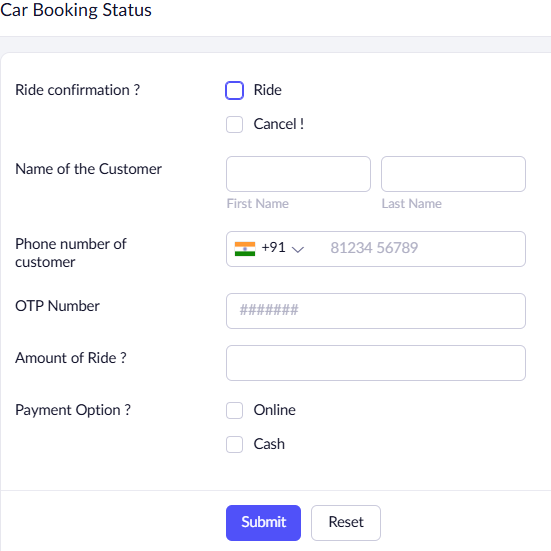 Car Booking Status
Ride confirmation ?
Ride
Cancel !
Name of the Customer
First Name
Last Name
Phone number of
customer
+91
81234 56789
OTP Number
#######
Amount of Ride ?
Payment Option ?
Online
Cash
Submit
Reset